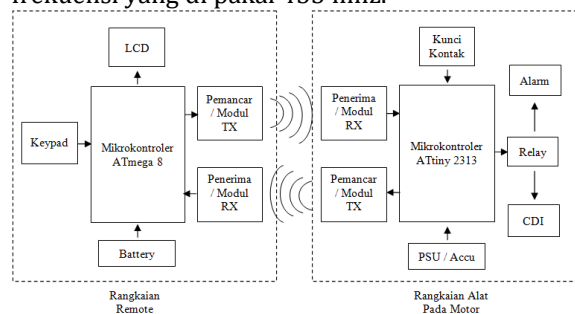 frekuensi yang di pakai 433 mhz.
LCD
Keypad
Mikrokontroler
ATmega 8
Pemancar
/ Modul
TX
Penerima
/ Modul
RX
Battery
Rangkaian
Remote
Kunci
Kontak
Penerima
/ Modul
RX
Pemancar
/ Modul
TX
Mikrokontroler
ATtiny 2313
PSU / Accu
Alarm
Relay
CDI
Rangkaian Alat
Pada Motor